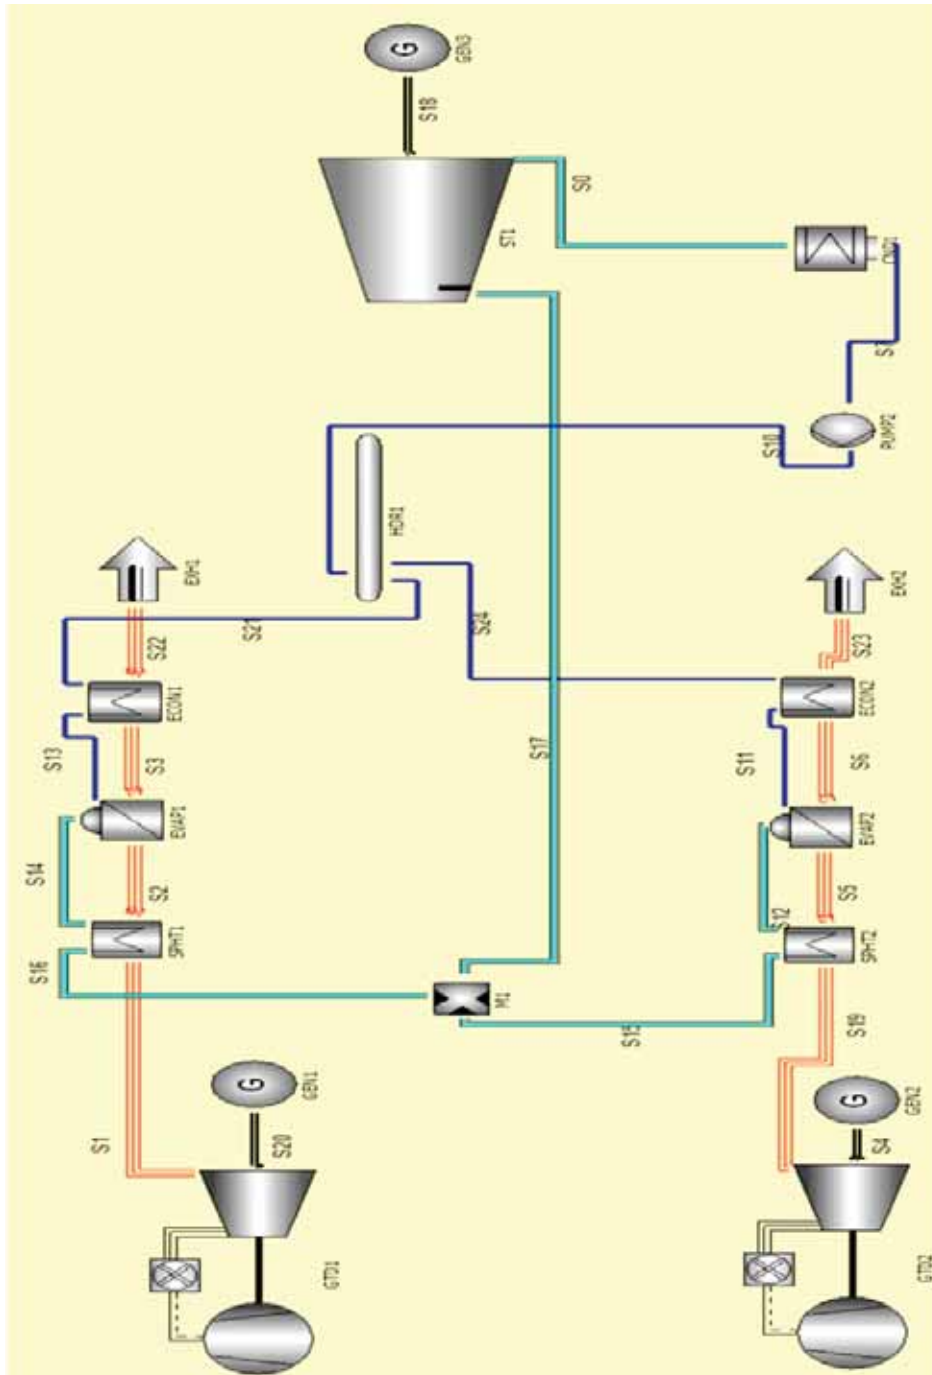 G
GEN3
S18
ST1
S0
CND1
S7
PUMP2
S10
HDR1
EXH1
EXH2
S21
S22
S24
S23
ECON1
ECON2
S13
S3
S17
S11
S6
EVAP1
EVAP2
S14
S2
S12
S5
SPHT1
SPHT2
S16
M1
S15
S19
S1
G
GEN1
S20
G
GEN2
S4
GTD1
GTD2